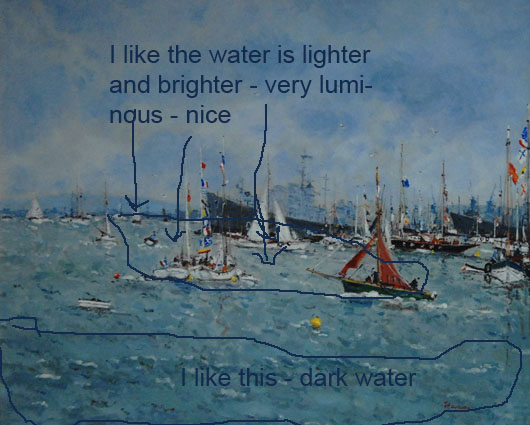 I like the water is lighter
and brighter - very lumi-
nous - nice
I like this - dark water